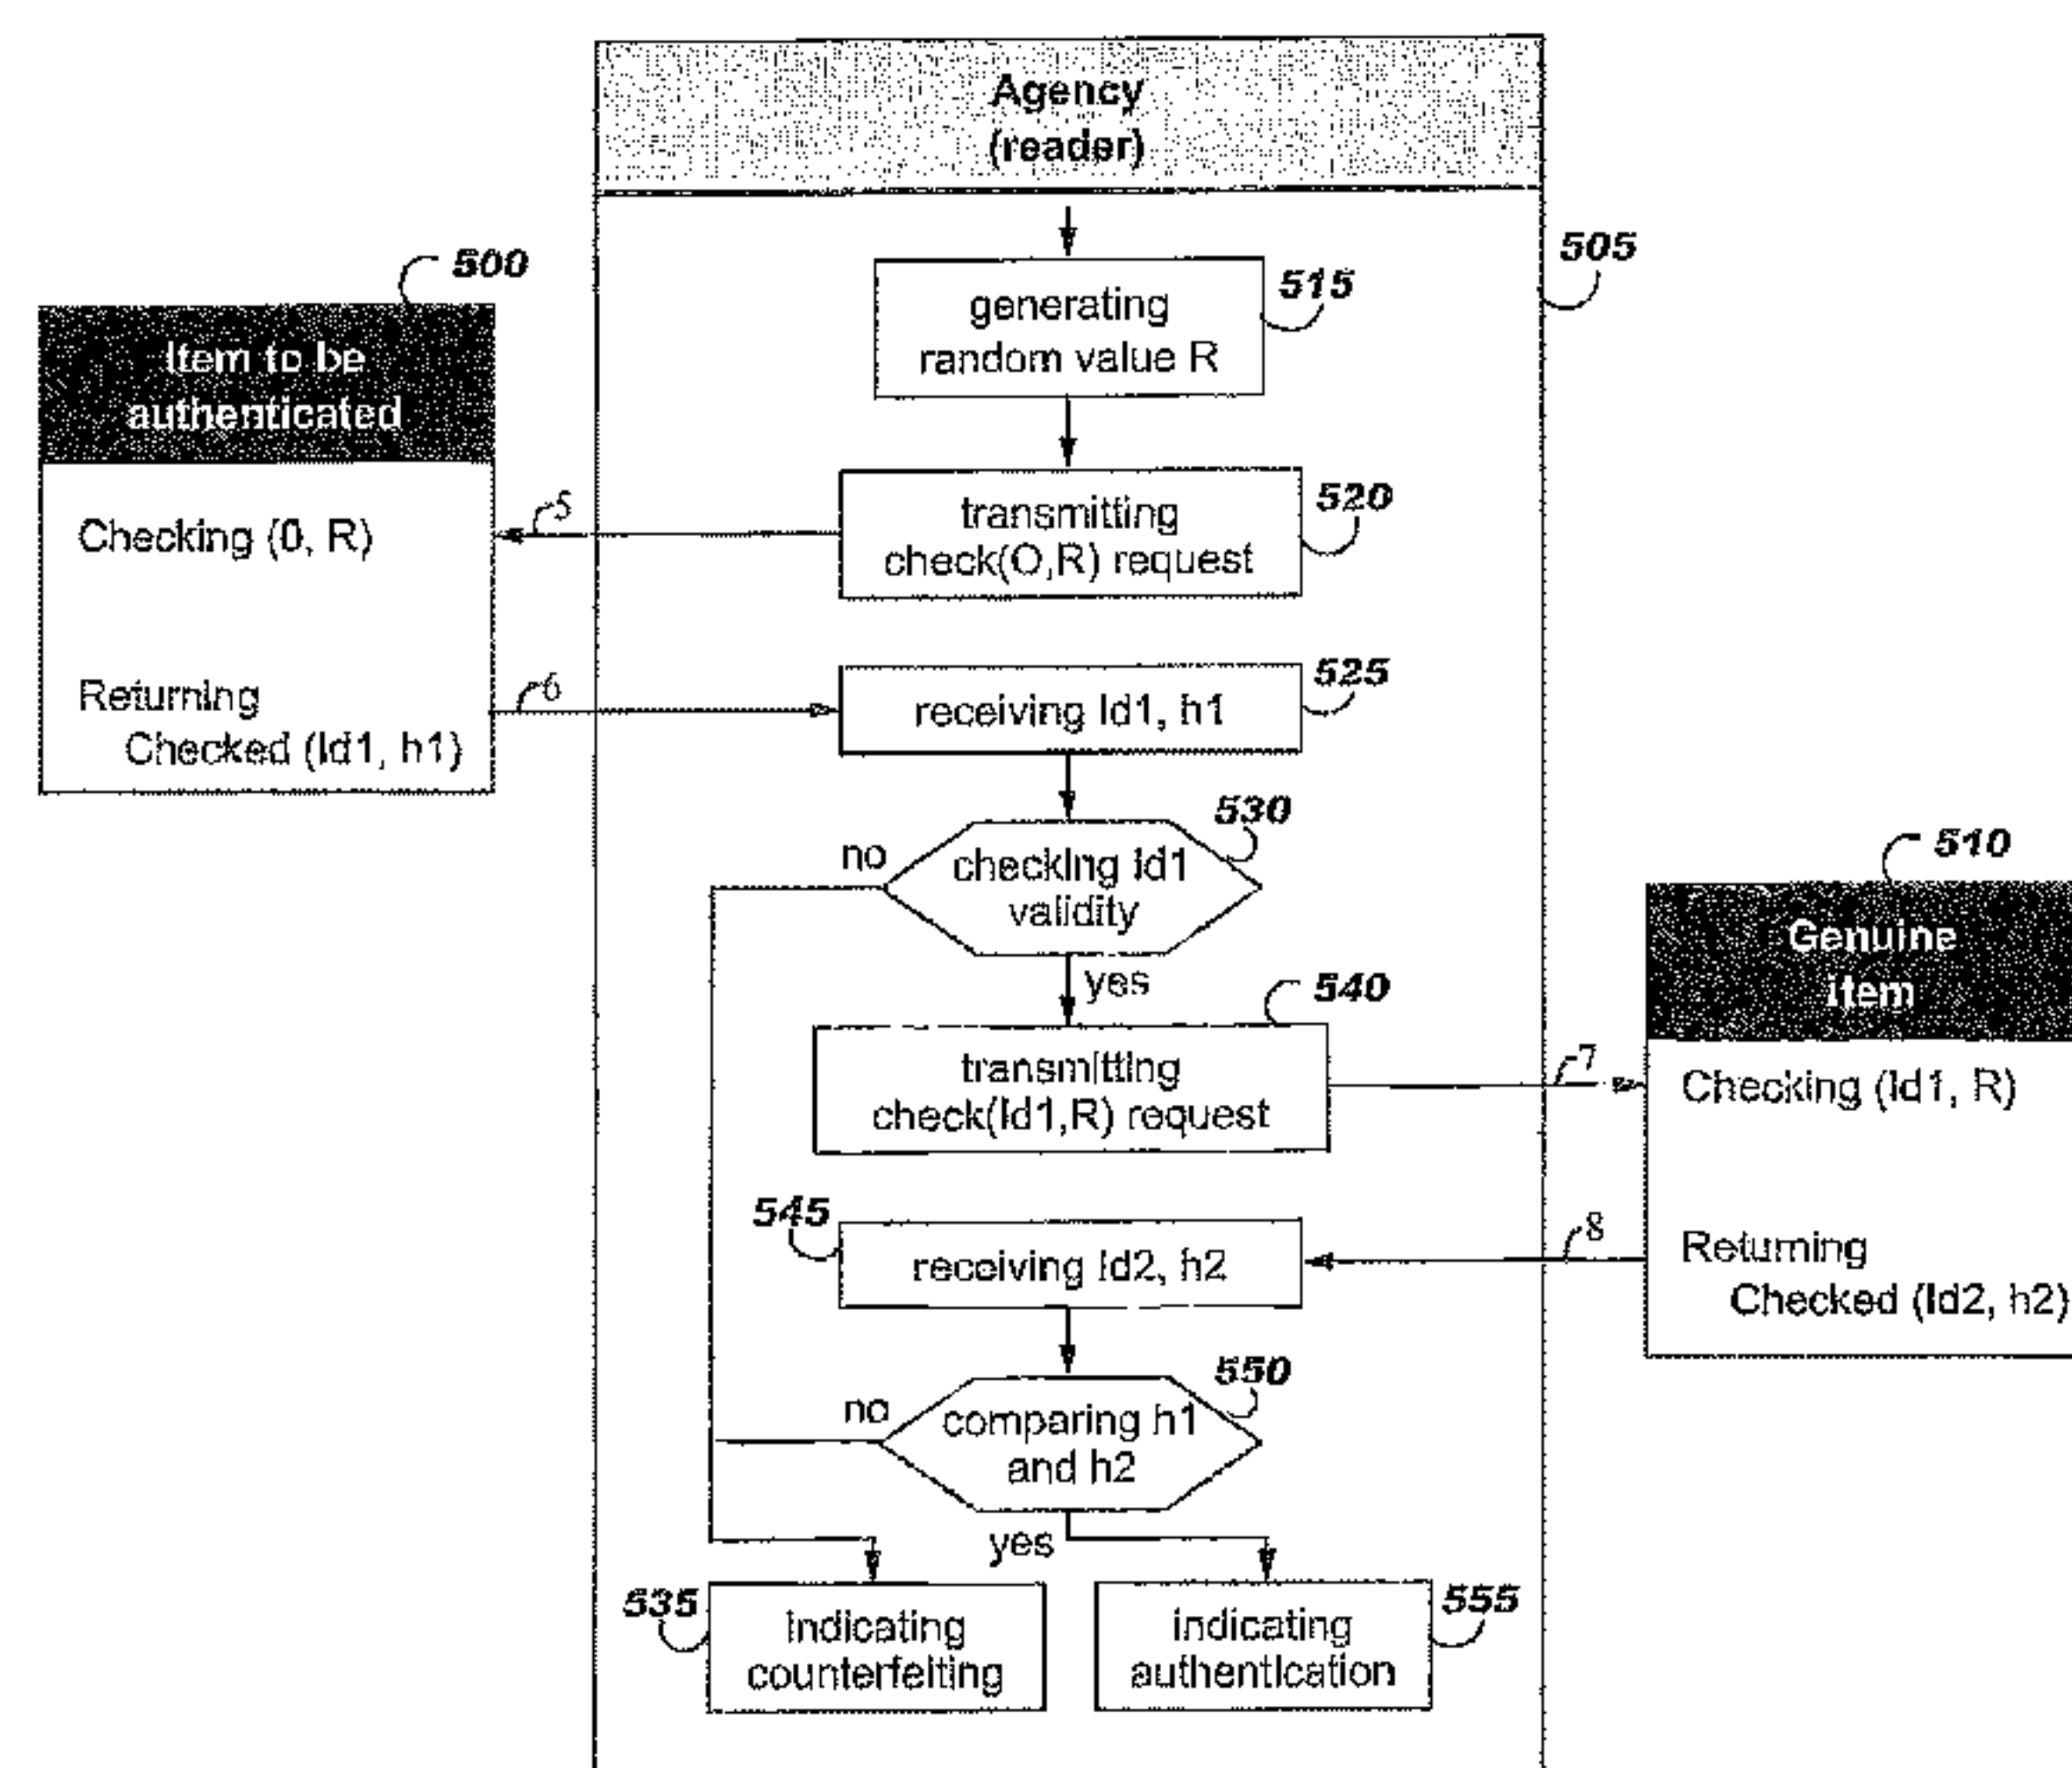 Agency
(reader)
505
500
Item to be
authenticated
generating
random value R
515
Checking (0, R)
5
transmitting
check(O,R) request
520
Returning
Checked (Id1, h1)
6
receiving Id1, h1
525
530
no
checking Id1
validity
yes
510
Genuine
item
540
transmitting
check(Id1,R) request
7
Checking (Id1, R)
545
receiving Id2, h2
8
Returning
Checked (Id2, h2)
550
no
comparing h1
and h2
yes
535
indicating
counterfeiting
indicating
authentication
555